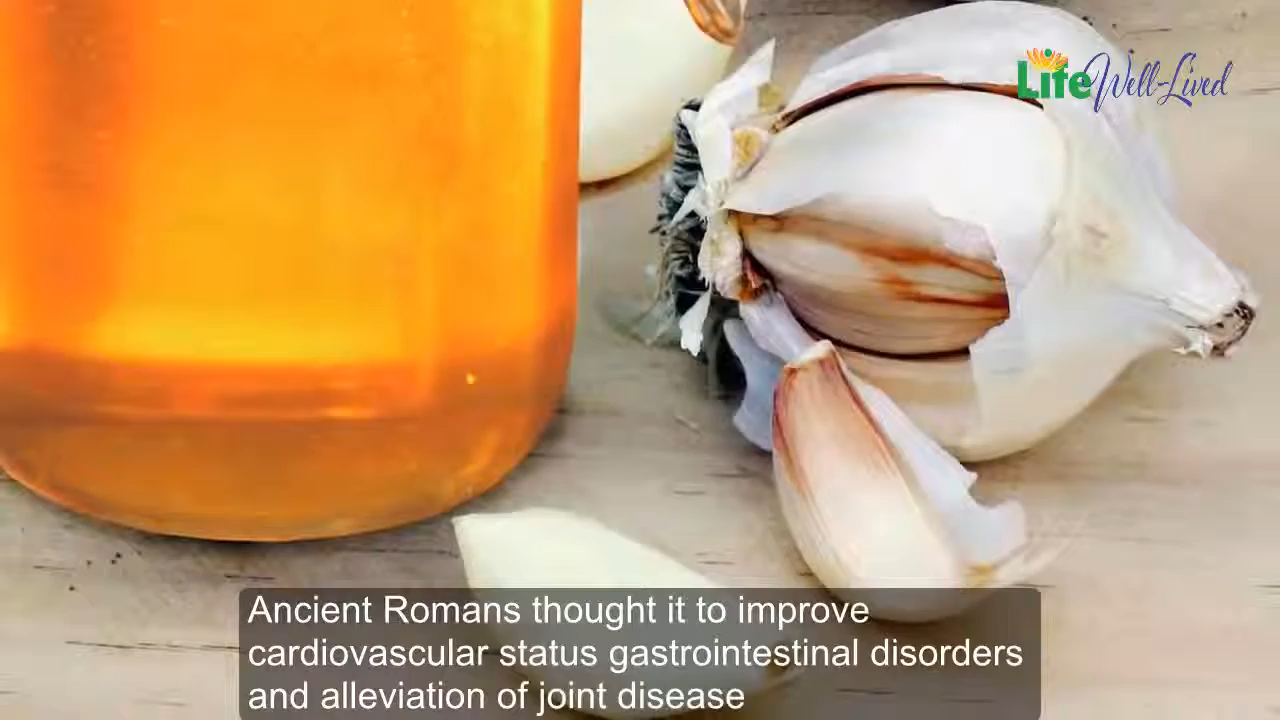 Life Well-Lived
Ancient Romans thought it to improve
cardiovascular status gastrointestinal disorders
and alleviation of joint disease